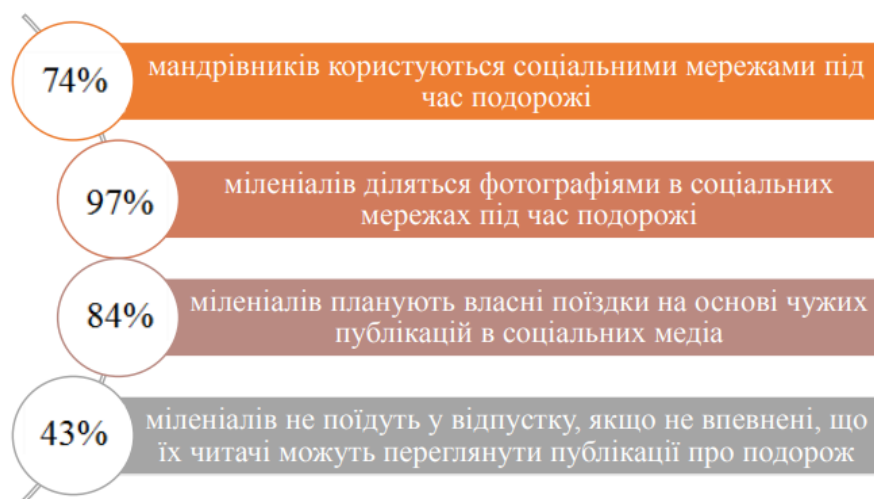 74%
мандрівників користуються соціальними мережами під
час подорожі
97%
міленіалів діляться фотографіями в соціальних
мережах під час подорожі
84%
міленіалів планують власні поїздки на основі чужих
публікацій в соціальних медіа
43%
міленіалів не поїдуть у відпустку, якщо не впевнені, що
їх читачі можуть переглянути публікації про подорож